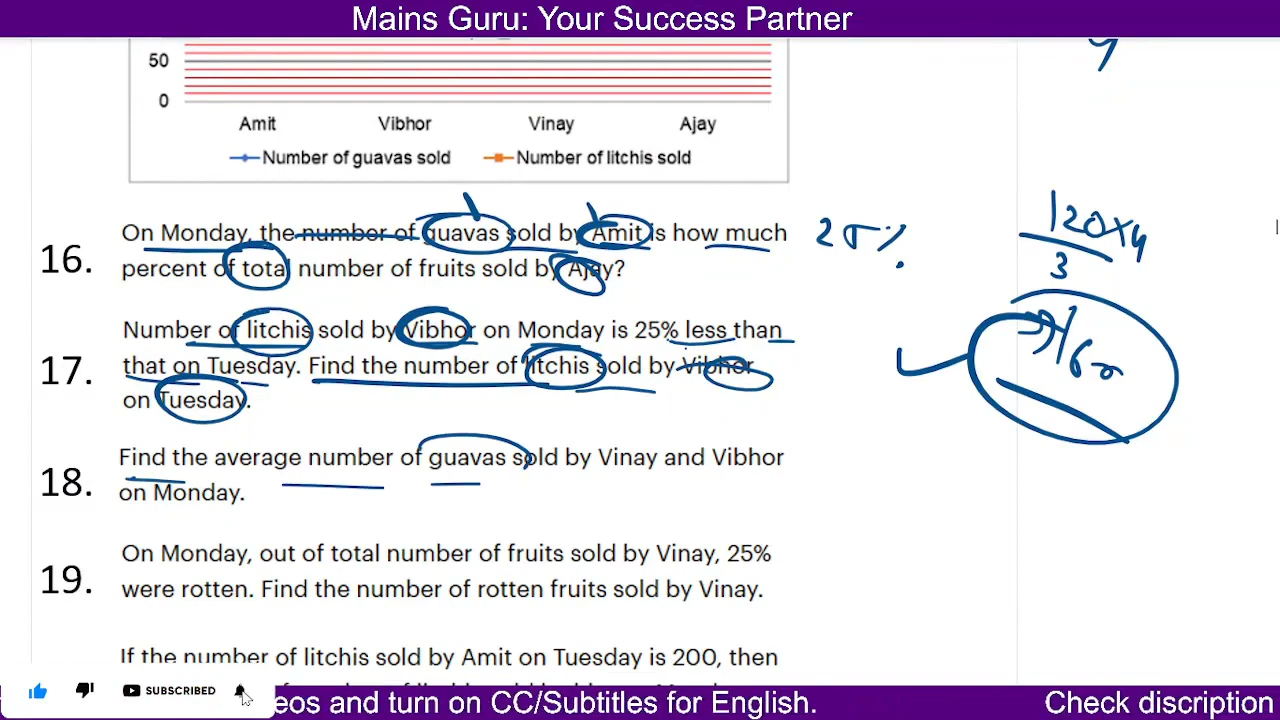 Mains Guru: Your Success Partner
50
0
Amit Vibhor Vinay Ajay
Number of guavas sold Number of litchis sold
16. On Monday, the number of guavas sold by Amit is how much
percent of total number of fruits sold by Ajay?
25%
120×4
3
160
17. Number of litchis sold by Vibhor on Monday is 25% less than
that on Tuesday. Find the number of litchis sold by Vibhor
on Tuesday.
18. Find the average number of guavas sold by Vinay and Vibhor
on Monday.
19. On Monday, out of total number of fruits sold by Vinay, 25%
were rotten. Find the number of rotten fruits sold by Vinay.
If the number of litchis sold by Amit on Tuesday is 200, then
SUBSCRIBED
eos and turn on CC/Subtitles for English.
Check discription